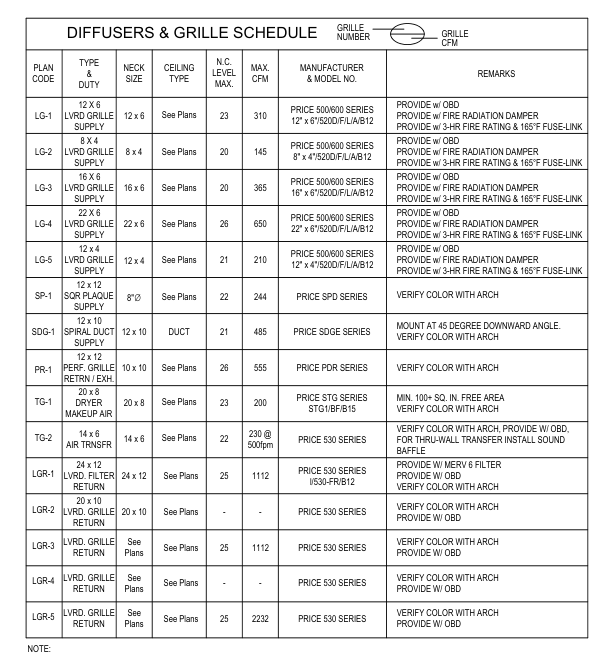 DIFFUSERS & GRILLE SCHEDULE
GRILLE
NUMBER
GRILLE
CFM
PLAN
CODE
TYPE
&
DUTY
NECK
SIZE
CEILING
TYPE
N.C.
LEVEL
MAX.
MAX.
CFM
MANUFACTURER
& MODEL NO.
REMARKS
LG-1
12 X 6
LVRD GRILLE
SUPPLY
12 x 6
See Plans
23
310
PRICE 500/600 SERIES
12" x 6"/520D/F/L/A/B12
PROVIDE w/ OBD
PROVIDE w/ FIRE RADIATION DAMPER
PROVIDE w/ 3-HR FIRE RATING & 165°F FUSE-LINK
LG-2
8 X 4
LVRD GRILLE
SUPPLY
8 x 4
See Plans
20
145
PRICE 500/600 SERIES
8" x 4"/520D/F/L/A/B12
PROVIDE w/ OBD
PROVIDE w/ FIRE RADIATION DAMPER
PROVIDE w/ 3-HR FIRE RATING & 165°F FUSE-LINK
LG-3
16 X 6
LVRD GRILLE
SUPPLY
16 x 6
See Plans
20
365
PRICE 500/600 SERIES
16" x 6"/520D/F/L/A/B12
PROVIDE w/ OBD
PROVIDE w/ FIRE RADIATION DAMPER
PROVIDE w/ 3-HR FIRE RATING & 165°F FUSE-LINK
LG-4
22 X 6
LVRD GRILLE
SUPPLY
22 x 6
See Plans
26
650
PRICE 500/600 SERIES
22" x 6"/520D/F/L/A/B12
PROVIDE w/ OBD
PROVIDE w/ FIRE RADIATION DAMPER
PROVIDE w/ 3-HR FIRE RATING & 165°F FUSE-LINK
LG-5
12 x 4
LVRD GRILLE
SUPPLY
12 x 4
See Plans
21
210
PRICE 500/600 SERIES
12" x 4"/520D/F/L/A/B12
PROVIDE w/ OBD
PROVIDE w/ FIRE RADIATION DAMPER
PROVIDE w/ 3-HR FIRE RATING & 165°F FUSE-LINK
SP-1
12 x 12
SQR PLAQUE
SUPPLY
8"∅
See Plans
22
244
PRICE SPD SERIES
VERIFY COLOR WITH ARCH
SDG-1
12 x 10
SPIRAL DUCT
SUPPLY
12 x 10
DUCT
21
485
PRICE SDGE SERIES
MOUNT AT 45 DEGREE DOWNWARD ANGLE.
VERIFY COLOR WITH ARCH
PR-1
12 x 12
PERF. GRILLE
RETRN / EXH.
10 x 10
See Plans
26
555
PRICE PDR SERIES
VERIFY COLOR WITH ARCH
TG-1
20 x 8
DRYER
MAKEUP AIR
20 x 8
See Plans
23
200
PRICE STG SERIES
STG1/BF/B15
MIN. 100+ SQ. IN. FREE AREA
VERIFY COLOR WITH ARCH
TG-2
14 x 6
AIR TRNSFR
14 x 6
See Plans
22
230 @
500fpm
PRICE 530 SERIES
VERIFY COLOR WITH ARCH, PROVIDE W/ OBD,
FOR THRU-WALL TRANSFER INSTALL SOUND
BAFFLE
LGR-1
24 x 12
LVRD. FILTER
RETURN
24 x 12
See Plans
25
1112
PRICE 530 SERIES
I/530-FR/B12
PROVIDE W/ MERV 6 FILTER
PROVIDE W/ OBD
VERIFY COLOR WITH ARCH
LGR-2
20 x 10
LVRD. GRILLE
RETURN
20 x 10
See Plans
-
-
PRICE 530 SERIES
VERIFY COLOR WITH ARCH
PROVIDE W/ OBD
LGR-3
LVRD. GRILLE
RETURN
See
Plans
See Plans
25
1112
PRICE 530 SERIES
VERIFY COLOR WITH ARCH
PROVIDE W/ OBD
LGR-4
LVRD. GRILLE
RETURN
See
Plans
See Plans
-
-
PRICE 530 SERIES
VERIFY COLOR WITH ARCH
PROVIDE W/ OBD
LGR-5
LVRD. GRILLE
RETURN
See
Plans
See Plans
25
2232
PRICE 530 SERIES
VERIFY COLOR WITH ARCH
PROVIDE W/ OBD
NOTE: